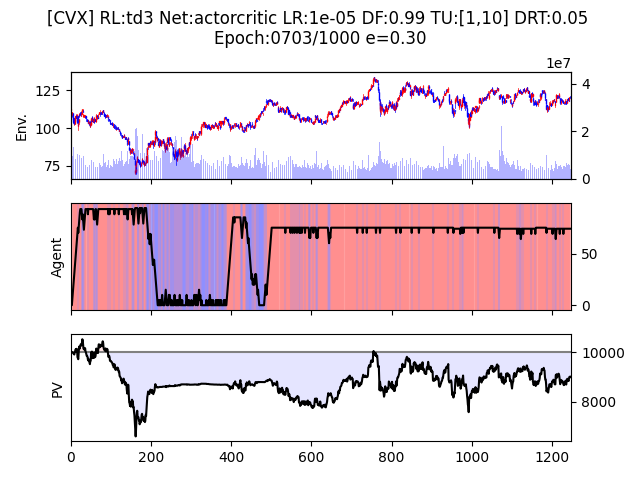 [CVX] RL:td3 Net:actorcritic LR:1e-05 DF:0.99 TU:[1,10] DRT:0.05
Epoch:0703/1000 e=0.30
1e7
125
100
75
Env.
4
2
0
Agent
50
0
PV
10000
8000
0
200
400
600
800
1000
1200